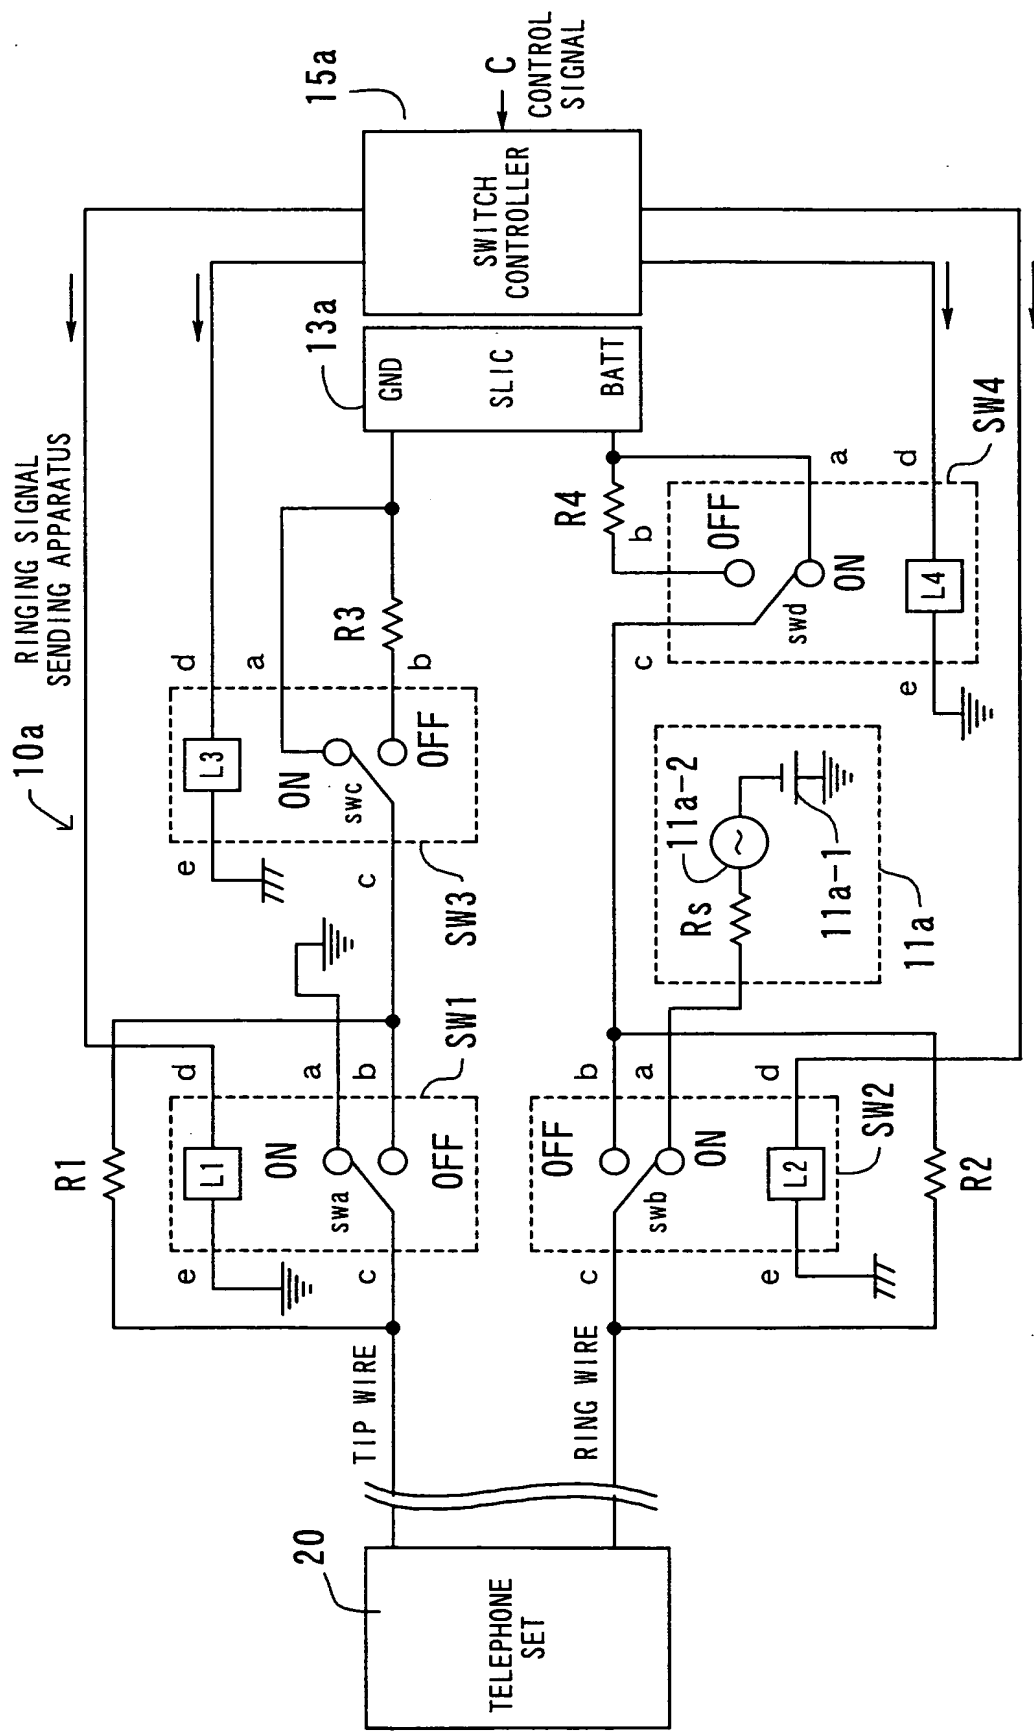 10a
RINGING SIGNAL
SENDING APPARATUS
15a
13a
SWITCH
CONTROLLER
C
CONTROL
SIGNAL
GND
SLIC
BATT
R1
d
L1
e
ON
a
b
swa
OFF
c
SW1
d
L3
e
ON
a
b
swc
OFF
c
SW3
R3
R4
20
TELEPHONE
SET
TIP WIRE
RING WIRE
OFF
b
a
swb
ON
c
d
L2
e
SW2
R2
Rs
11a-2
11a-1
11a
b
OFF
c
swd
ON
a
d
L4
e
SW4